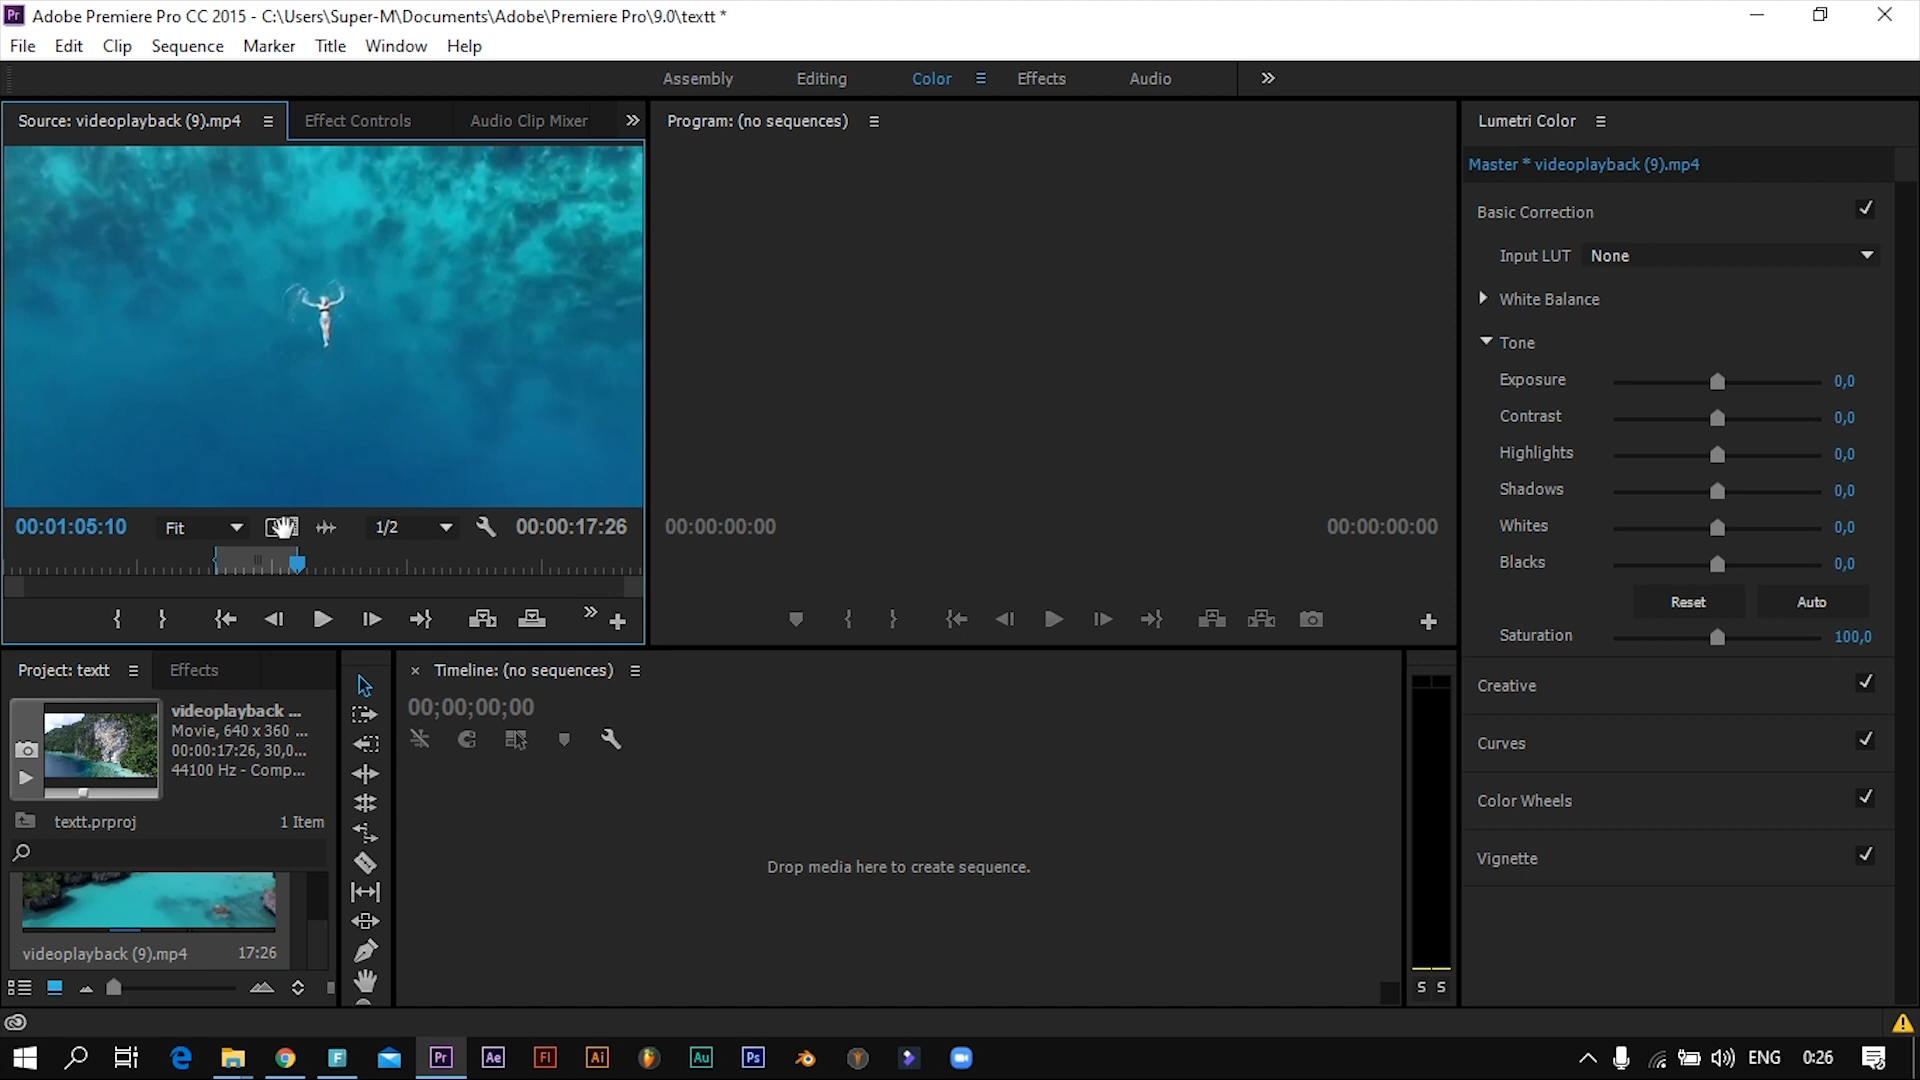 Adobe Premiere Pro CC 2015 - C:\Users\Super-M\Documents\Adobe\Premiere Pro\9.0\textt *
File Edit Clip Sequence Marker Title Window Help
Assembly Editing Color Effects Audio
Source: videoplayback (9).mp4 Effect Controls Audio Clip Mixer
Program: (no sequences)
Lumetri Color
Master * videoplayback (9).mp4
Basic Correction
Input LUT None
White Balance
Tone
Exposure 0,0
Contrast 0,0
Highlights 0,0
Shadows 0,0
Whites 0,0
Blacks 0,0
Reset Auto
Saturation 100,0
Creative
Curves
Color Wheels
Vignette
00:01:05:10 Fit 1/2 00:00:17:26
00:00:00:00 00:00:00:00
Project: textt Effects
videoplayback ...
Movie, 640 x 360 ...
00:00:17:26, 30,0...
44100 Hz - Comp...
textt.prproj 1 Item
videoplayback (9).mp4 17:26
Timeline: (no sequences)
00;00;00;00
Drop media here to create sequence.
S S
Pr Ae Fl Ai Au Ps
ENG 0:26